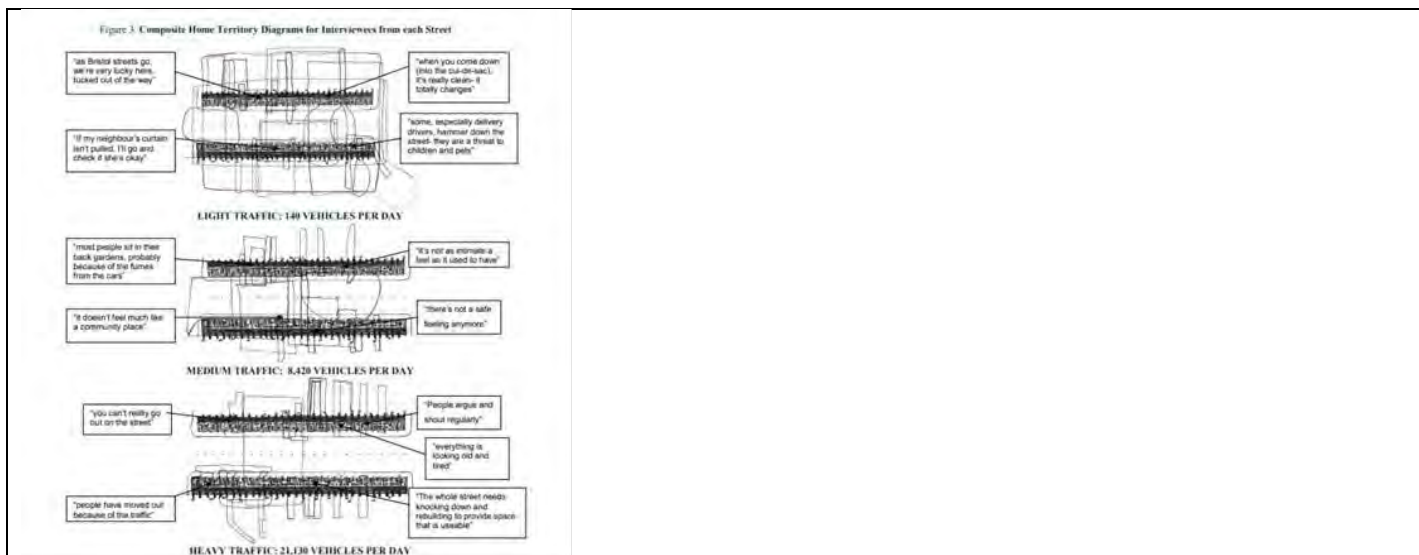 Figure 3. Composite Home Territory Diagrams for Interviewees from each Street
"as Bristol streets go,
we're very lucky here,
tucked out of the way"
"when you come down
(into the cul-de-sac),
it's really clean- it
totally changes"
"if my neighbour's curtain
isn't pulled, I'll go and
check if she's okay"
"some, especially delivery
drivers, hammer down the
street- they are a threat to
children and pets"
LIGHT TRAFFIC: 140 VEHICLES PER DAY
"most people sit in their
back gardens, probably
because of the fumes
from the cars"
"it's not as intimate a
feel as it used to have"
"it doesn't feel much like
a community place"
"there's not a safe
feeling anymore"
MEDIUM TRAFFIC: 8,420 VEHICLES PER DAY
"you can't really go
out on the street"
"People argue and
shout regularly"
"everything is
looking old and
tired"
"people have moved out
because of the traffic"
"The whole street needs
knocking down and
rebuilding to provide space
that is useable"
HEAVY TRAFFIC: 21,130 VEHICLES PER DAY